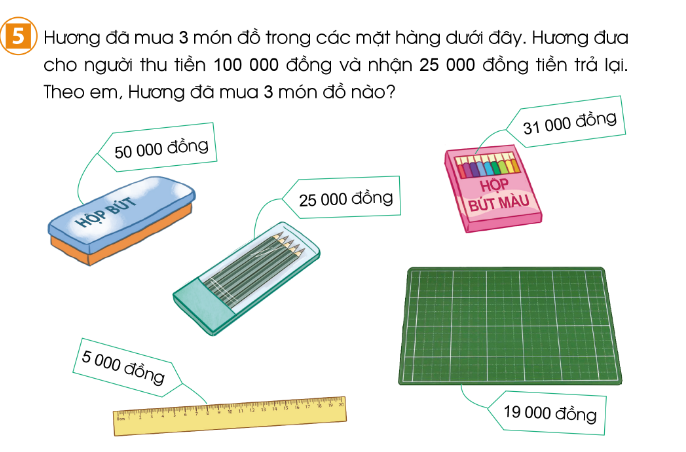 5
Hương đã mua 3 món đồ trong các mặt hàng dưới đây. Hương đưa
cho người thu tiền 100 000 đồng và nhận 25 000 đồng tiền trả lại.
Theo em, Hương đã mua 3 món đồ nào?
50 000 đồng
31 000 đồng
HỘP BÚT
25 000 đồng
HỘP
BÚT MÀU
5 000 đồng
19 000 đồng